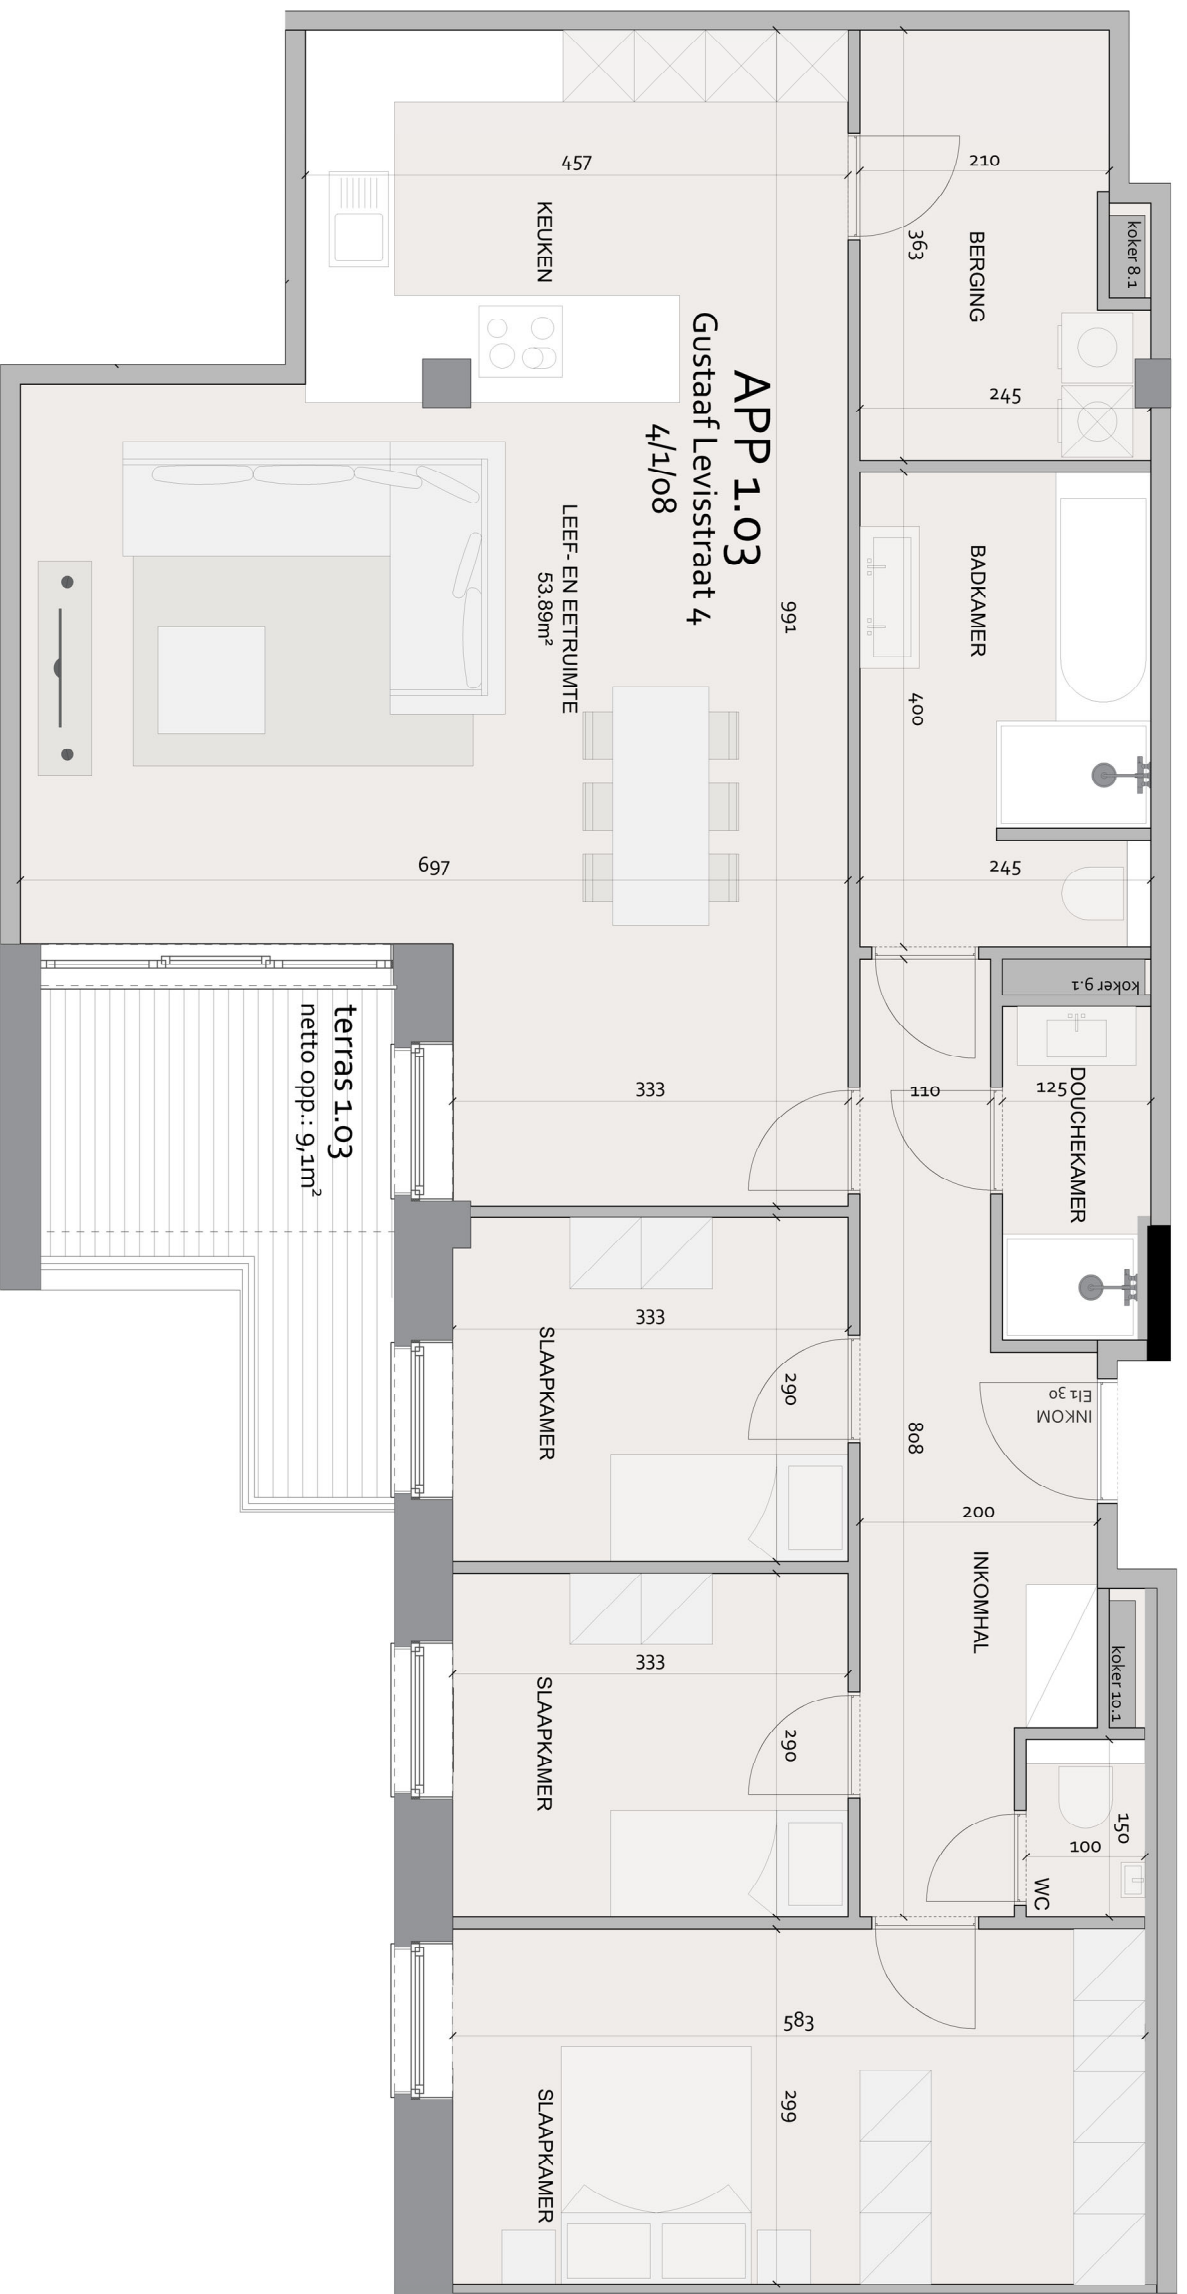 457
KEUKEN
210
363
BERGING
koker 8.1
245
APP 1.03
Gustaaf Levisstraat 4
4/1/08
LEEF- EN EETRUIMTE
53.89m²
991
BADKAMER
400
697
245
koker 9.1
terras 1.03
netto opp.: 9,1m²
333
110
125
DOUCHEKAMER
333
SLAAPKAMER
290
808
INKOM
EI1 30
200
INKOMHAL
333
SLAAPKAMER
290
koker 10.1
150
100
WC
583
SLAAPKAMER
299